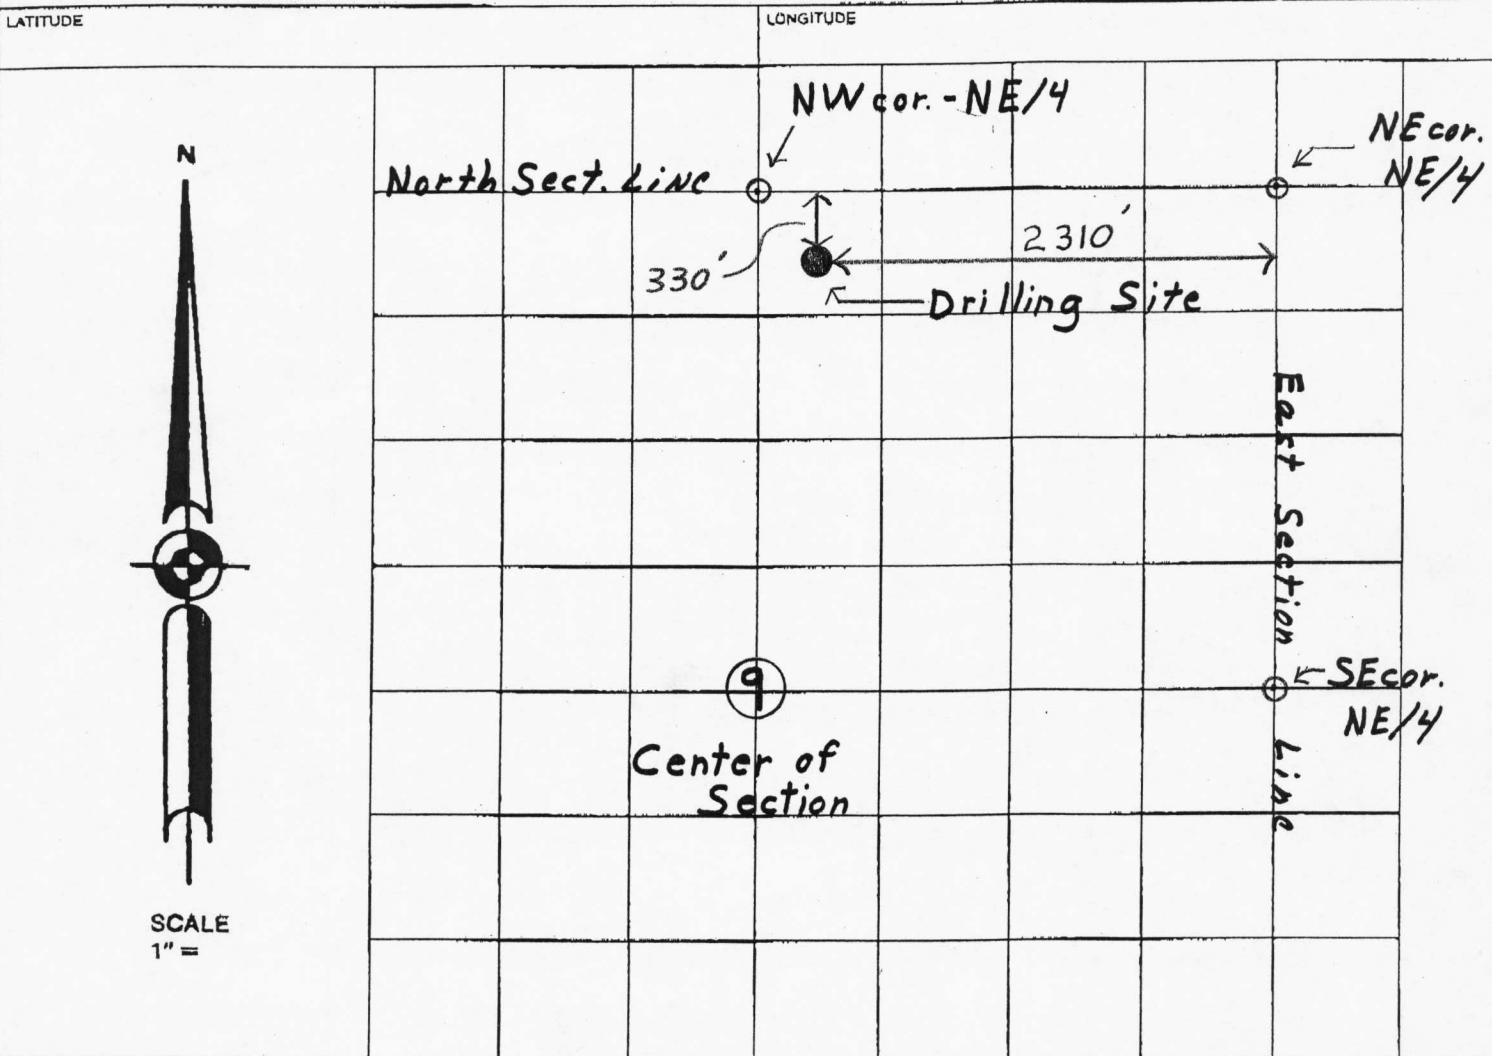 LATITUDE
LONGITUDE
NW cor. - NE/4
NE cor.
NE/4
N
North Sect. Line
2310'
330'
Drilling Site
East Section Line
9
SE cor.
NE/4
Center of
Section
SCALE
1" =